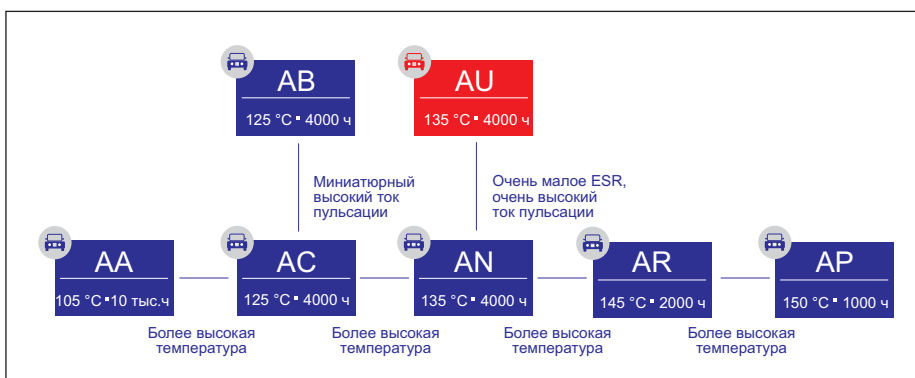 AB
125 °C▪4000 ч
AU
135 °C▪4000 ч
Миниатюрный
высокий ток
пульсации
Очень малое ESR,
очень высокий
ток пульсации
AA
105 °C▪10 тыс.ч
AC
125 °C▪4000 ч
AN
135 °C▪4000 ч
AR
145 °C▪2000 ч
AP
150 °C▪1000 ч
Более высокая
температура
Более высокая
температура
Более высокая
температура
Более высокая
температура